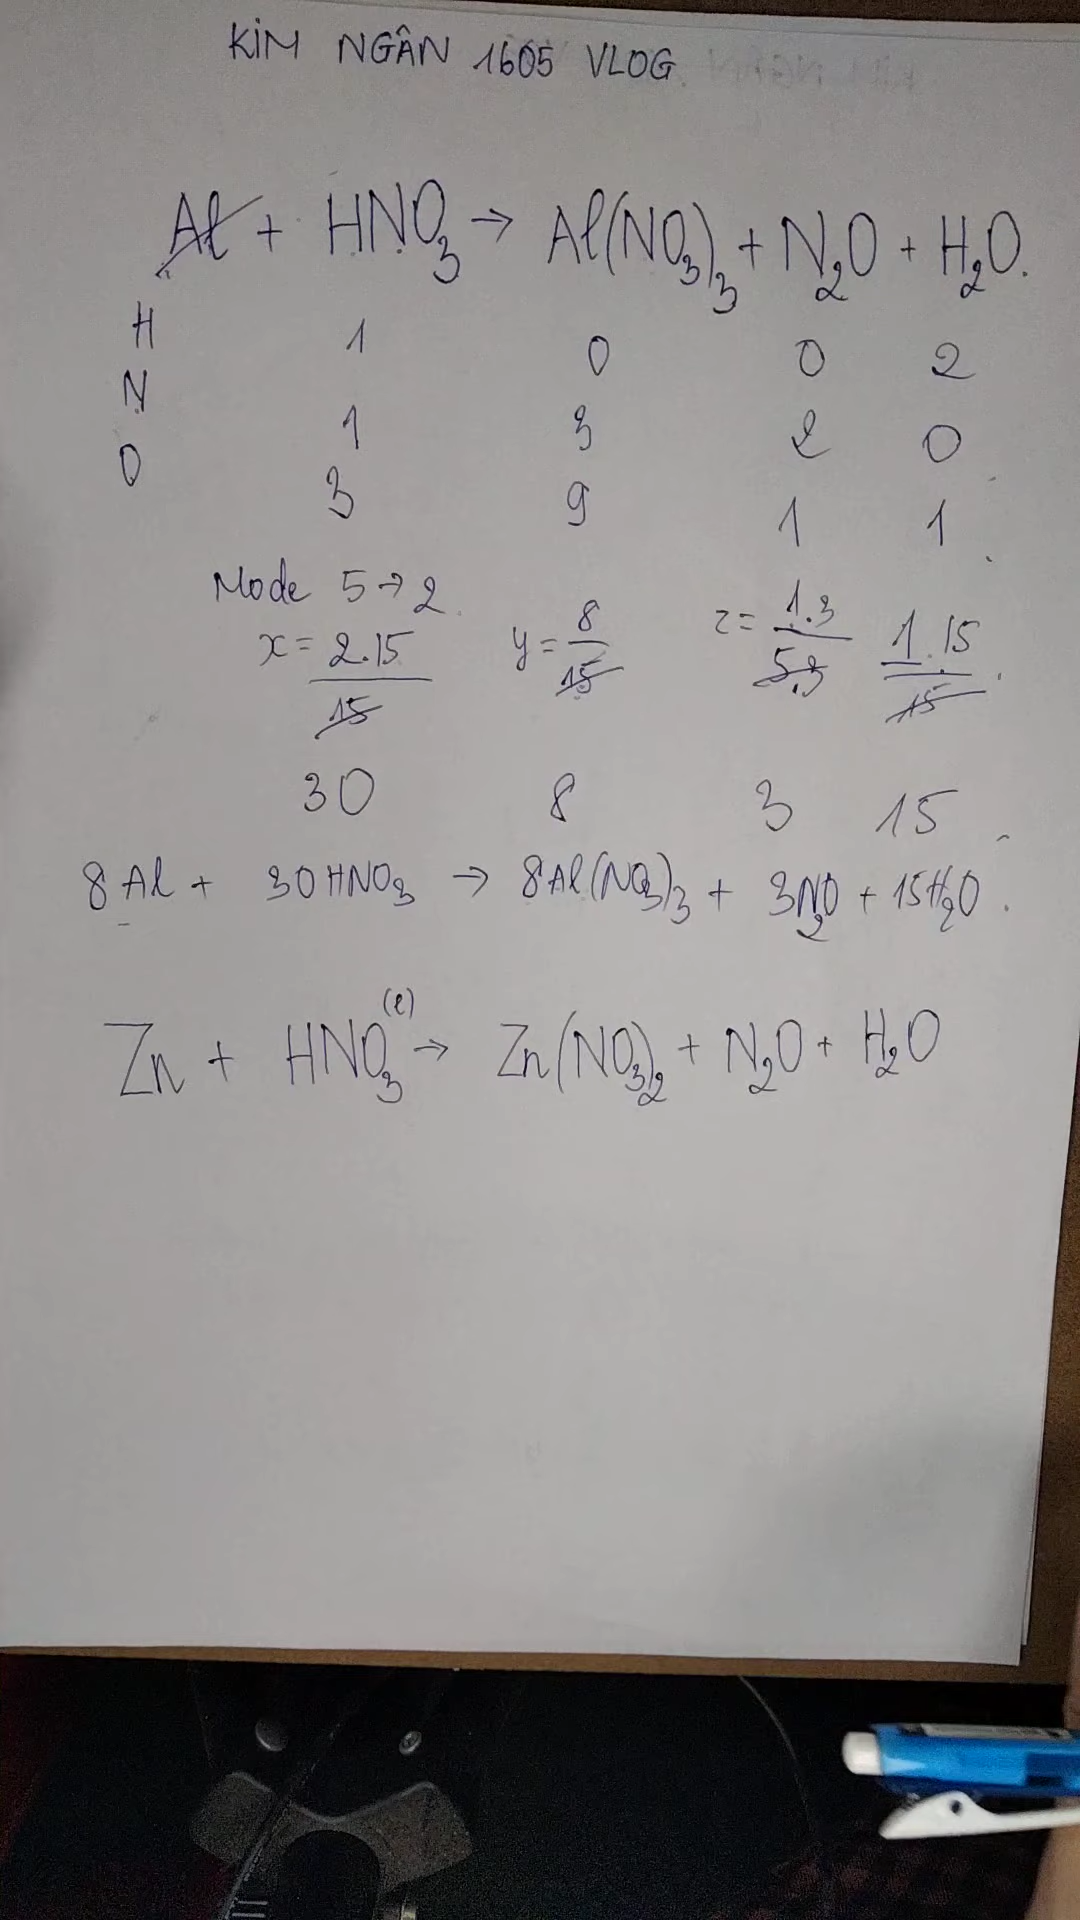 KIM NGÂN 1605 VLOG
Al + HNO3 → Al(NO3)3 + N2O + H2O.
H 1 0 0 2
N 1 3 2 0
O 3 9 1 1
Mode 5 → 2.
x = 2.15/15 y = 8/15 z = 1.3/5.3 1.15/15
30 8 3 15
8Al + 30HNO3 → 8Al(NO3)3 + 3N2O + 15H2O.
Zn + HNO3(l) → Zn(NO3)2 + N2O + H2O